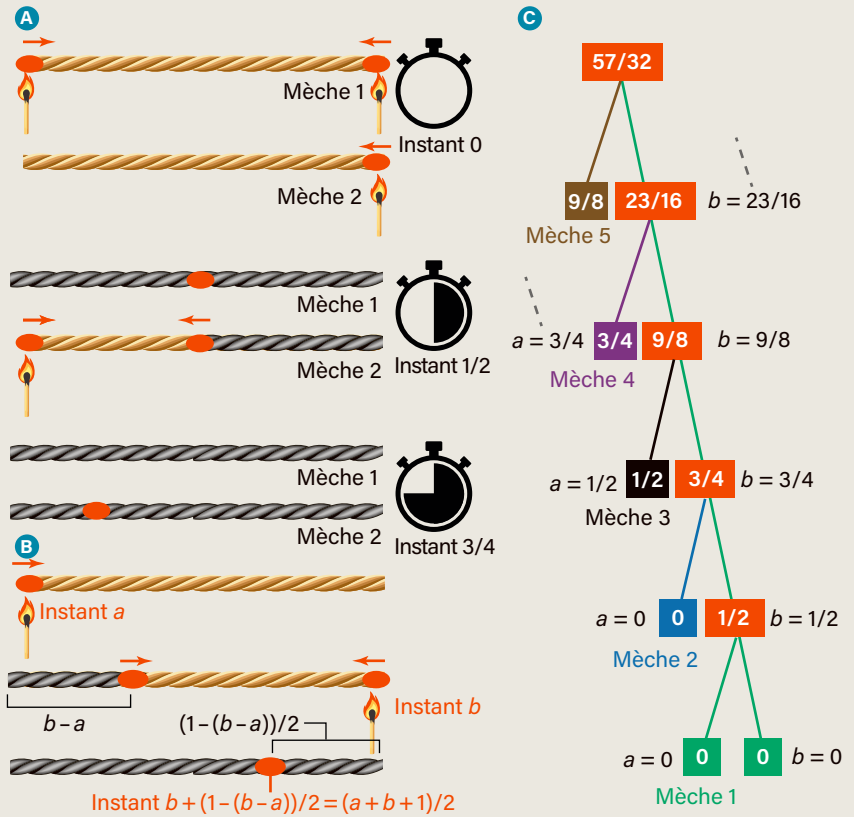 A
Mèche 1
Instant 0
Mèche 2
Mèche 1
Mèche 2
Instant 1/2
Mèche 1
Mèche 2
Instant 3/4
B
Instant a
Instant b
b – a
(1 – (b – a))/2
Instant b + (1 – (b – a))/2 = (a + b + 1)/2
C
57/32
9/8 23/16 b = 23/16
Mèche 5
a = 3/4 3/4 9/8 b = 9/8
Mèche 4
a = 1/2 1/2 3/4 b = 3/4
Mèche 3
a = 0 0 1/2 b = 1/2
Mèche 2
a = 0 0 0 b = 0
Mèche 1